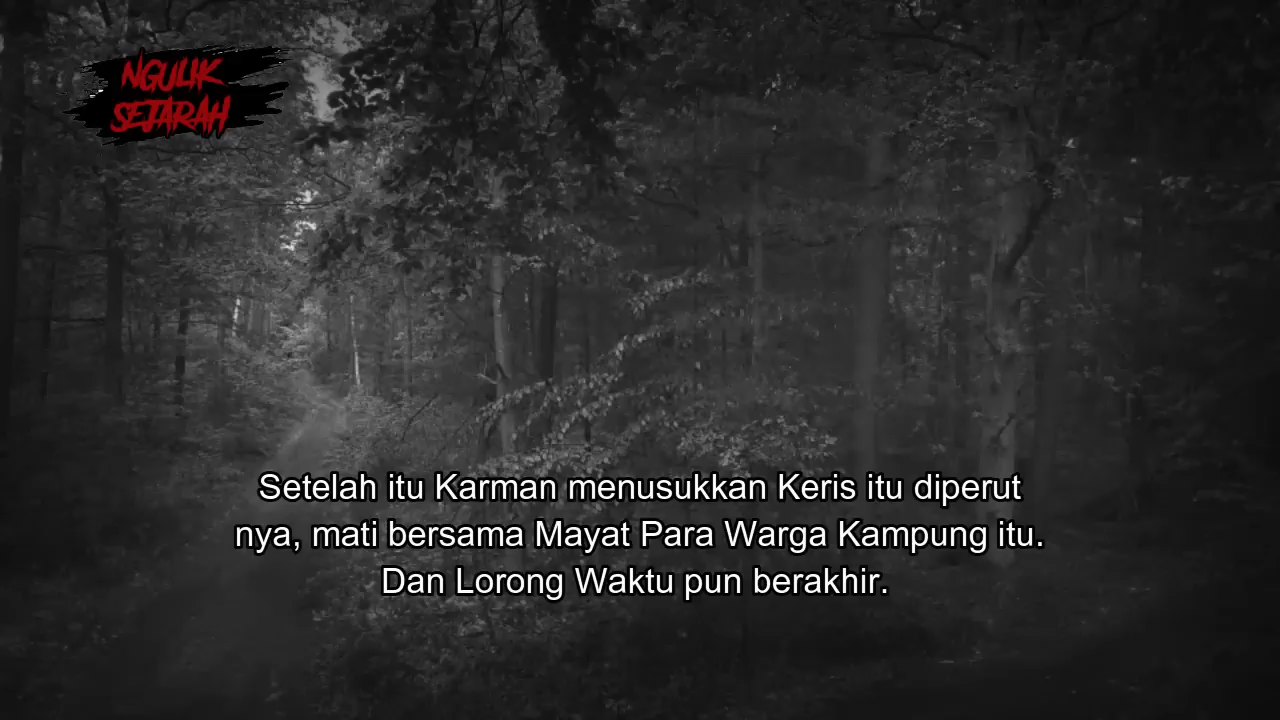 NGULIK
SEJARAH
Setelah itu Karman menusukkan Keris itu diperut
nya, mati bersama Mayat Para Warga Kampung itu.
Dan Lorong Waktu pun berakhir.